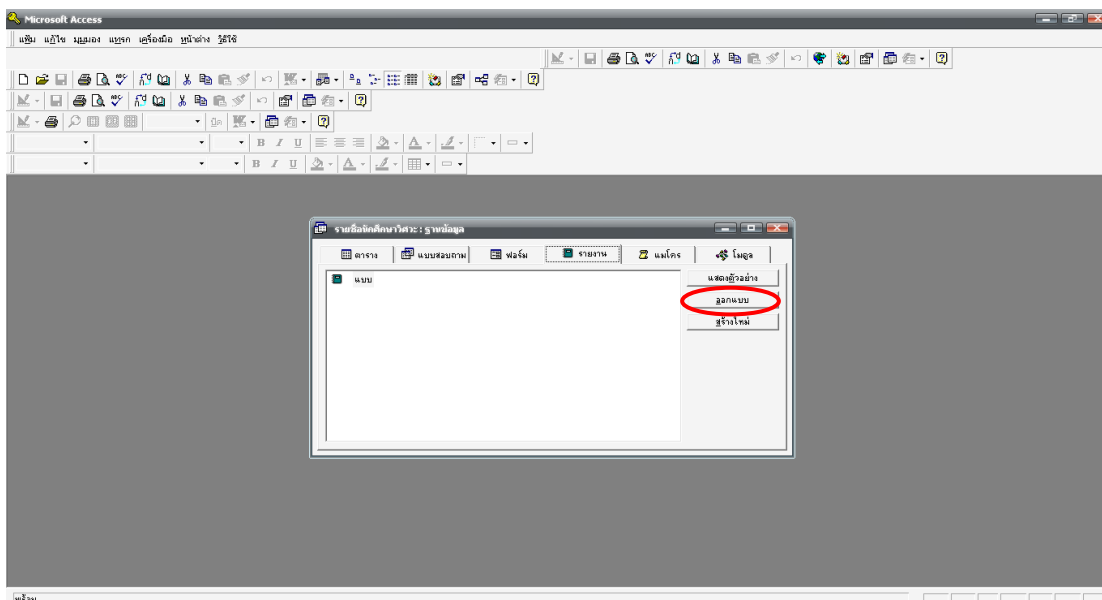 Microsoft Access
แฟ้ม แก้ไข มุมมอง แทรก เครื่องมือ หน้าต่าง วิธีใช้
B I U
B I U
รายชื่อนักศึกษาวิศวะ : ฐานข้อมูล
ตาราง แบบสอบถาม ฟอร์ม รายงาน แมโคร โมดูล
แบบ
แสดงตัวอย่าง
ออกแบบ
สร้างใหม่
พร้อม